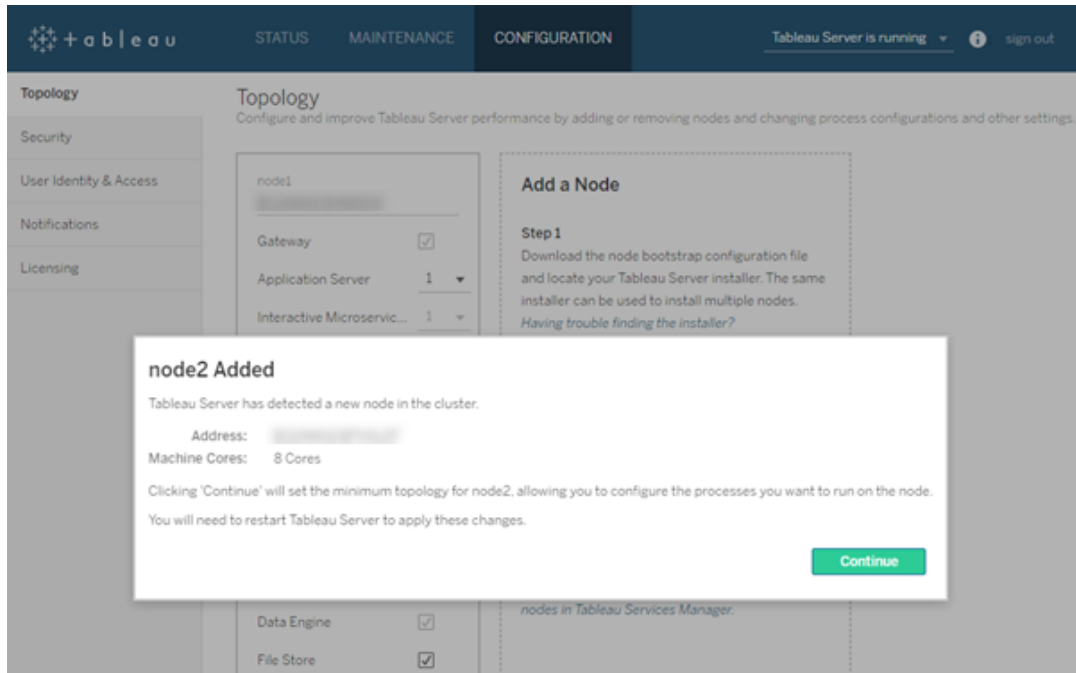 + a b l e a u
STATUS MAINTENANCE CONFIGURATION Tableau Server is running sign out
Topology
Security
User Identity & Access
Notifications
Licensing
Topology
Configure and improve Tableau Server performance by adding or removing nodes and changing process configurations and other settings.
node1
Gateway
Application Server 1
Interactive Microservic... 1
Add a Node
Step 1
Download the node bootstrap configuration file
and locate your Tableau Server installer. The same
installer can be used to install multiple nodes.
Having trouble finding the installer?
node2 Added
Tableau Server has detected a new node in the cluster.
Address:
Machine Cores: 8 Cores
Clicking 'Continue' will set the minimum topology for node2, allowing you to configure the processes you want to run on the node.
You will need to restart Tableau Server to apply these changes.
Continue
nodes in Tableau Services Manager.
Data Engine
File Store